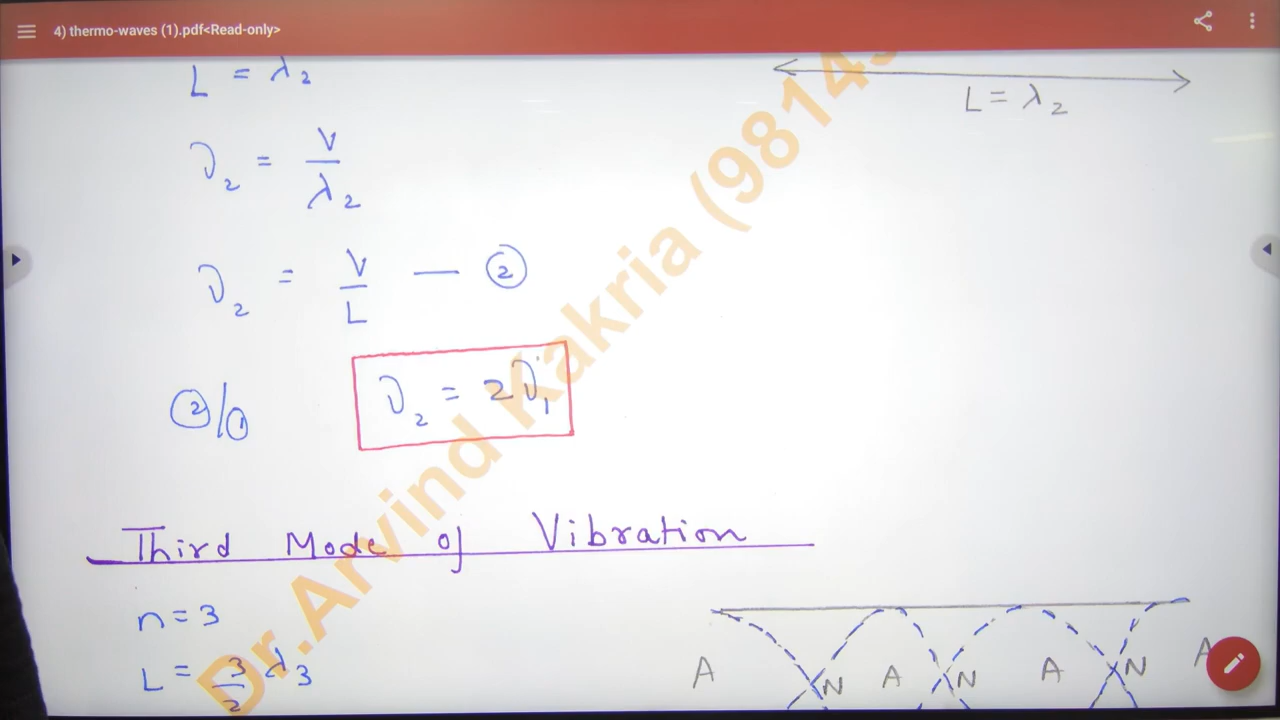 4) thermo-waves (1).pdf<Read-only>
L = λ₂
L = λ₂
ν₂ = v/λ₂
ν₂ = v/L — ②
②/① ν₂ = 2ν₁
Dr.Arvind Kakria (9814
Third Mode of Vibration
n = 3
L = 3/2 λ₃
A N A N A N A